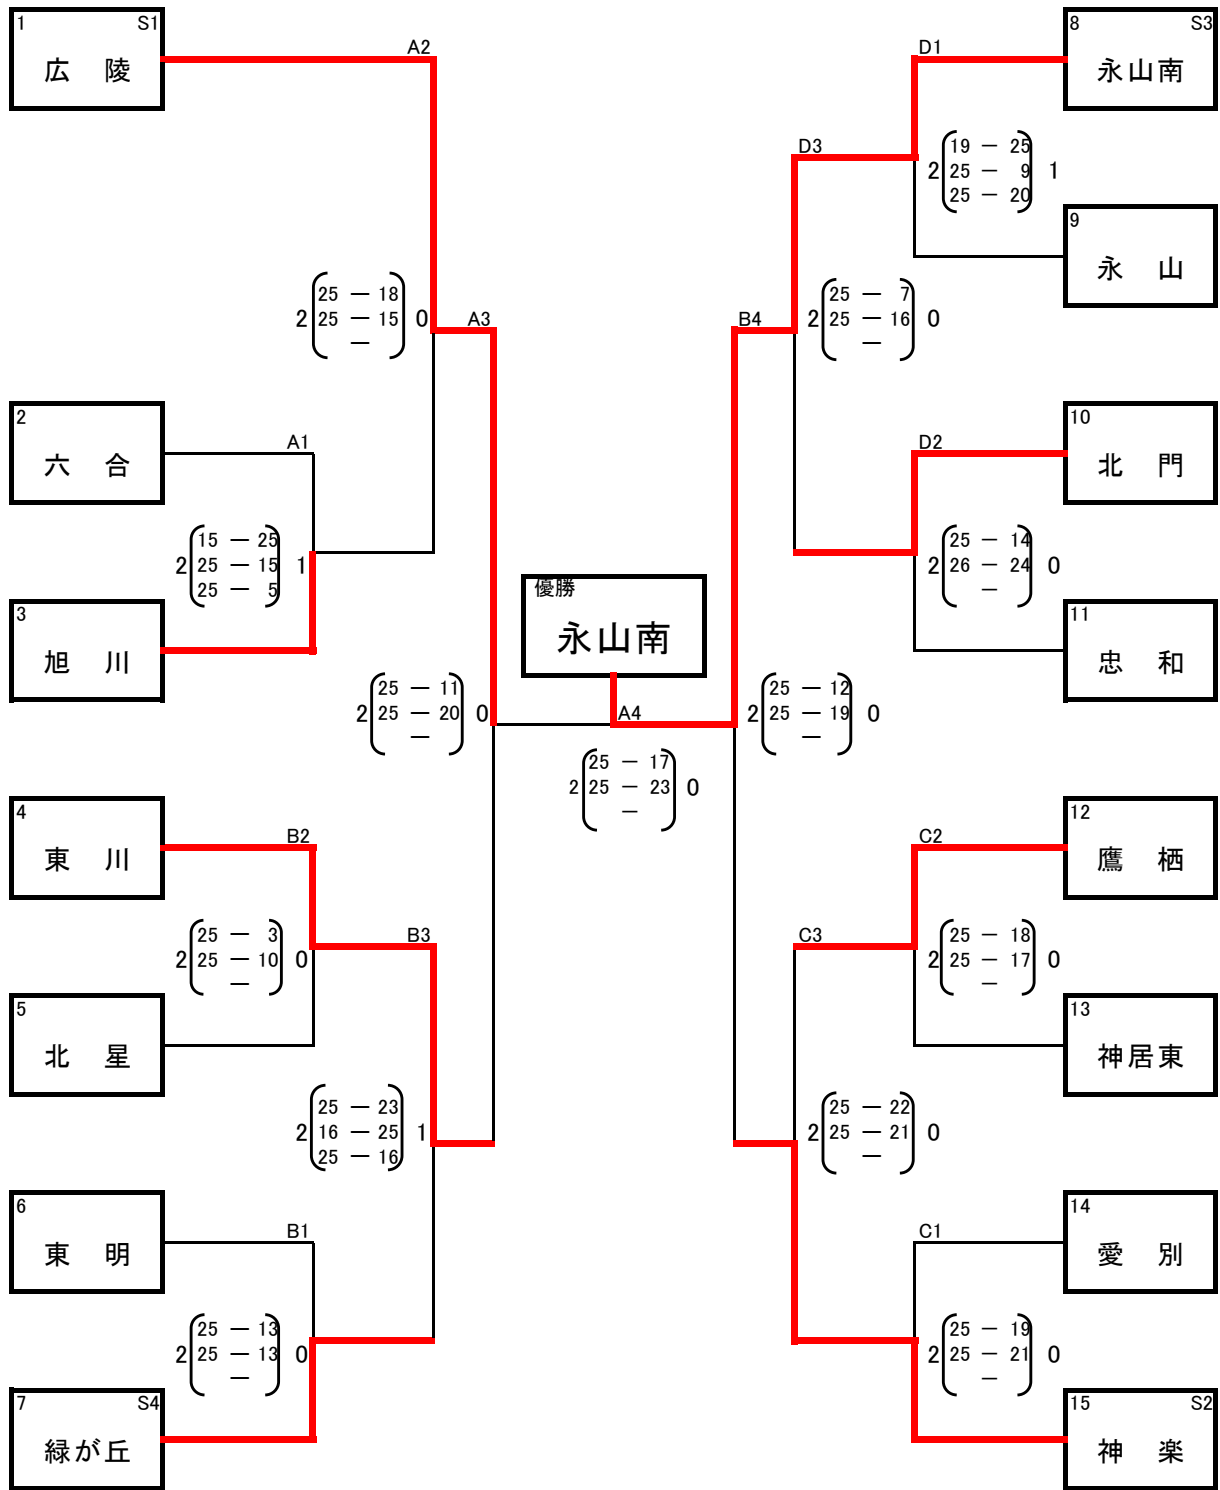 1 S1
広 陵
A2
2
25 － 18
25 － 15
－
0
A3
2
六 合
A1
2
15 － 25
25 － 15
25 － 5
1
3
旭 川
2
25 － 11
25 － 20
－
0
4
東 川
B2
2
25 － 3
25 － 10
－
0
B3
5
北 星
2
25 － 23
16 － 25
25 － 16
1
6
東 明
B1
2
25 － 13
25 － 13
－
0
7 S4
緑が丘
優勝
永山南
A4
2
25 － 17
25 － 23
－
0
D1
8 S3
永山南
D3
2
19 － 25
25 － 9
25 － 20
1
9
永 山
B4
2
25 － 7
25 － 16
－
0
D2
10
北 門
2
25 － 14
26 － 24
－
0
11
忠 和
2
25 － 12
25 － 19
－
0
C2
12
鷹 栖
C3
2
25 － 18
25 － 17
－
0
13
神居東
2
25 － 22
25 － 21
－
0
C1
14
愛 別
2
25 － 19
25 － 21
－
0
15 S2
神 楽